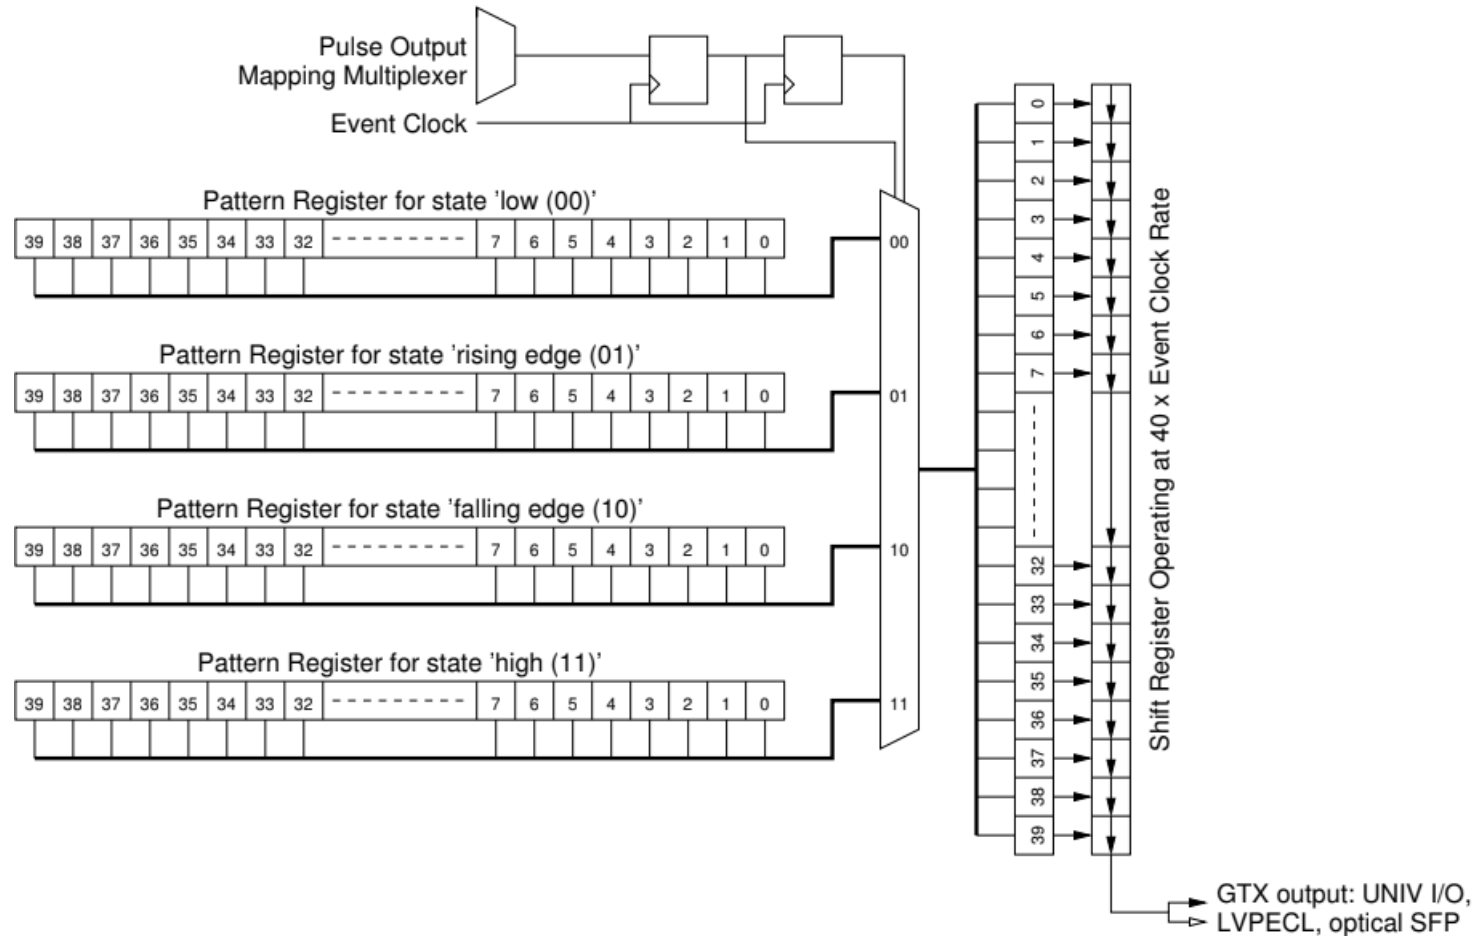 Pulse Output
Mapping Multiplexer
Event Clock
Pattern Register for state 'low (00)'
39 38 37 36 35 34 33 32 7 6 5 4 3 2 1 0
00
Pattern Register for state 'rising edge (01)'
39 38 37 36 35 34 33 32 7 6 5 4 3 2 1 0
01
Pattern Register for state 'falling edge (10)'
39 38 37 36 35 34 33 32 7 6 5 4 3 2 1 0
10
Pattern Register for state 'high (11)'
39 38 37 36 35 34 33 32 7 6 5 4 3 2 1 0
11
0
1
2
3
4
5
6
7
32
33
34
35
36
37
38
39
Shift Register Operating at 40 x Event Clock Rate
GTX output: UNIV I/O,
LVPECL, optical SFP